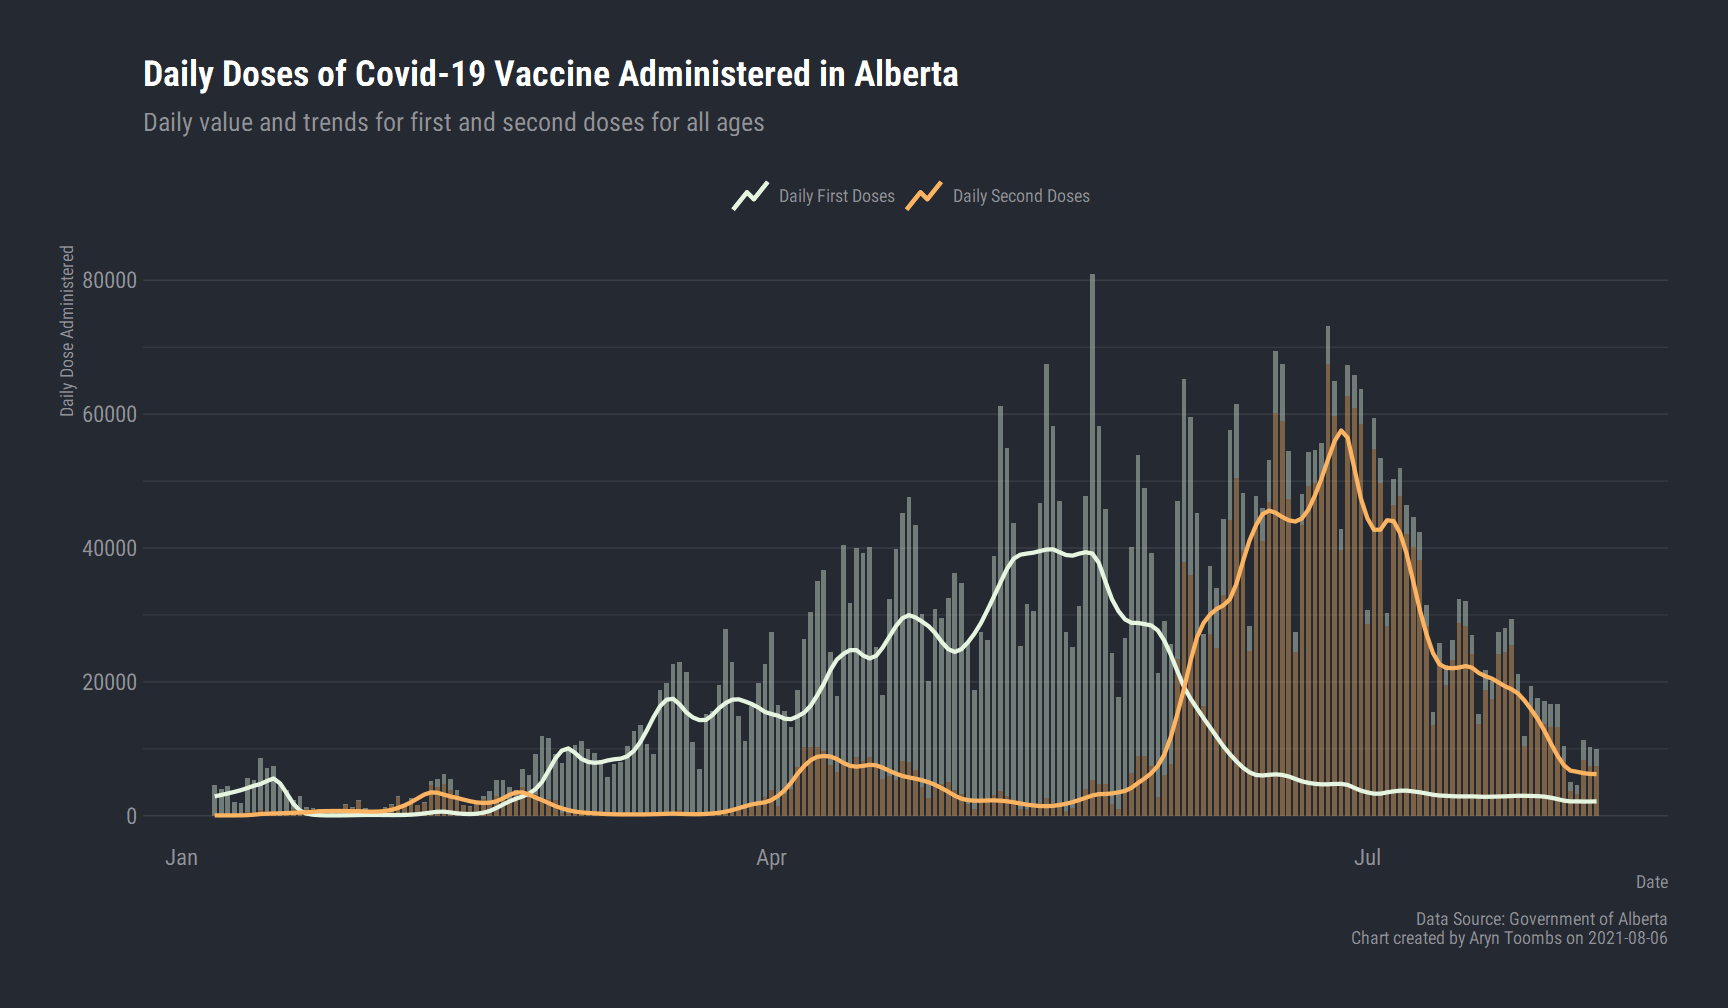 Daily Doses of Covid-19 Vaccine Administered in Alberta
Daily value and trends for first and second doses for all ages
Daily First Doses
Daily Second Doses
Daily Dose Administered
80000
60000
40000
20000
0
Jan
Apr
Jul
Date
Data Source: Government of Alberta
Chart created by Aryn Toombs on 2021-08-06